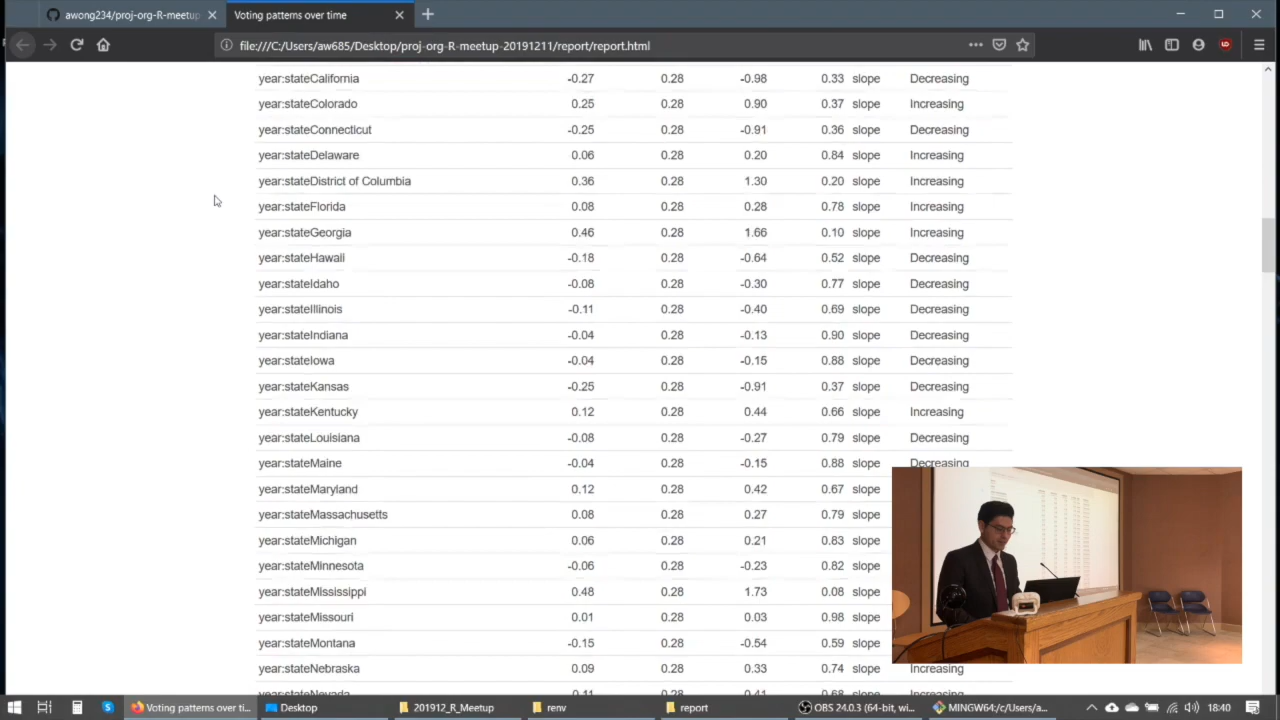 awong234/proj-org-R-meetup
Voting patterns over time
file:///C:/Users/aw685/Desktop/proj-org-R-meetup-20191211/report/report.html
year:stateCalifornia -0.27 0.28 -0.98 0.33 slope Decreasing
year:stateColorado 0.25 0.28 0.90 0.37 slope Increasing
year:stateConnecticut -0.25 0.28 -0.91 0.36 slope Decreasing
year:stateDelaware 0.06 0.28 0.20 0.84 slope Increasing
year:stateDistrict of Columbia 0.36 0.28 1.30 0.20 slope Increasing
year:stateFlorida 0.08 0.28 0.28 0.78 slope Increasing
year:stateGeorgia 0.46 0.28 1.66 0.10 slope Increasing
year:stateHawaii -0.18 0.28 -0.64 0.52 slope Decreasing
year:stateIdaho -0.08 0.28 -0.30 0.77 slope Decreasing
year:stateIllinois -0.11 0.28 -0.40 0.69 slope Decreasing
year:stateIndiana -0.04 0.28 -0.13 0.90 slope Decreasing
year:stateIowa -0.04 0.28 -0.15 0.88 slope Decreasing
year:stateKansas -0.25 0.28 -0.91 0.37 slope Decreasing
year:stateKentucky 0.12 0.28 0.44 0.66 slope Increasing
year:stateLouisiana -0.08 0.28 -0.27 0.79 slope Decreasing
year:stateMaine -0.04 0.28 -0.15 0.88 slope Decreasing
year:stateMaryland 0.12 0.28 0.42 0.67 slope
year:stateMassachusetts 0.08 0.28 0.27 0.79 slope
year:stateMichigan 0.06 0.28 0.21 0.83 slope
year:stateMinnesota -0.06 0.28 -0.23 0.82 slope
year:stateMississippi 0.48 0.28 1.73 0.08 slope
year:stateMissouri 0.01 0.28 0.03 0.98 slope
year:stateMontana -0.15 0.28 -0.54 0.59 slope
year:stateNebraska 0.09 0.28 0.33 0.74 slope Increasing
year:stateNevada 0.28 slope
Voting patterns over ti...
Desktop
201912_R_Meetup
renv
report
OBS 24.0.3 (64-bit, wi...
MINGW64:/c/Users/a...
18:40